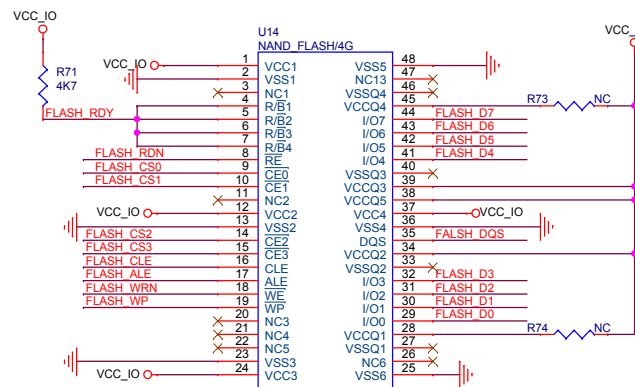 VCC_IO
U14
VCC_
NAND_FLASH/4G
VCC_IO
R71
4K7
FLASH_RDY
1 VCC1 VSS5 48
2 VSS1 NC13 47
3 NC1 VSSQ4 46
4 R/B1 VCCQ4 45 R73 NC
5 R/B2 I/O7 44 FLASH_D7
6 R/B3 I/O6 43 FLASH_D6
7 R/B4 I/O5 42 FLASH_D5
FLASH_RDN 8 RE I/O4 41 FLASH_D4
FLASH_CS0 9 CE0 VSSQ3 40
FLASH_CS1 10 CE1 VCCQ3 39
11 NC2 VCCQ5 38
VCC_IO 12 VCC2 VCC4 37 VCC_IO
13 VSS2 VSS4 36
FLASH_CS2 14 CE2 DQS 35 FALSH_DQS
FLASH_CS3 15 CE3 VCCQ2 34
FLASH_CLE 16 CLE VSSQ2 33
FLASH_ALE 17 ALE I/O3 32 FLASH_D3
FLASH_WRN 18 WE I/O2 31 FLASH_D2
FLASH_WP 19 WP I/O1 30 FLASH_D1
20 NC3 I/O0 29 FLASH_D0
21 NC4 VCCQ1 28 R74 NC
22 NC5 VSSQ1 27
23 VSS3 NC6 26
VCC_IO 24 VCC3 VSS6 25